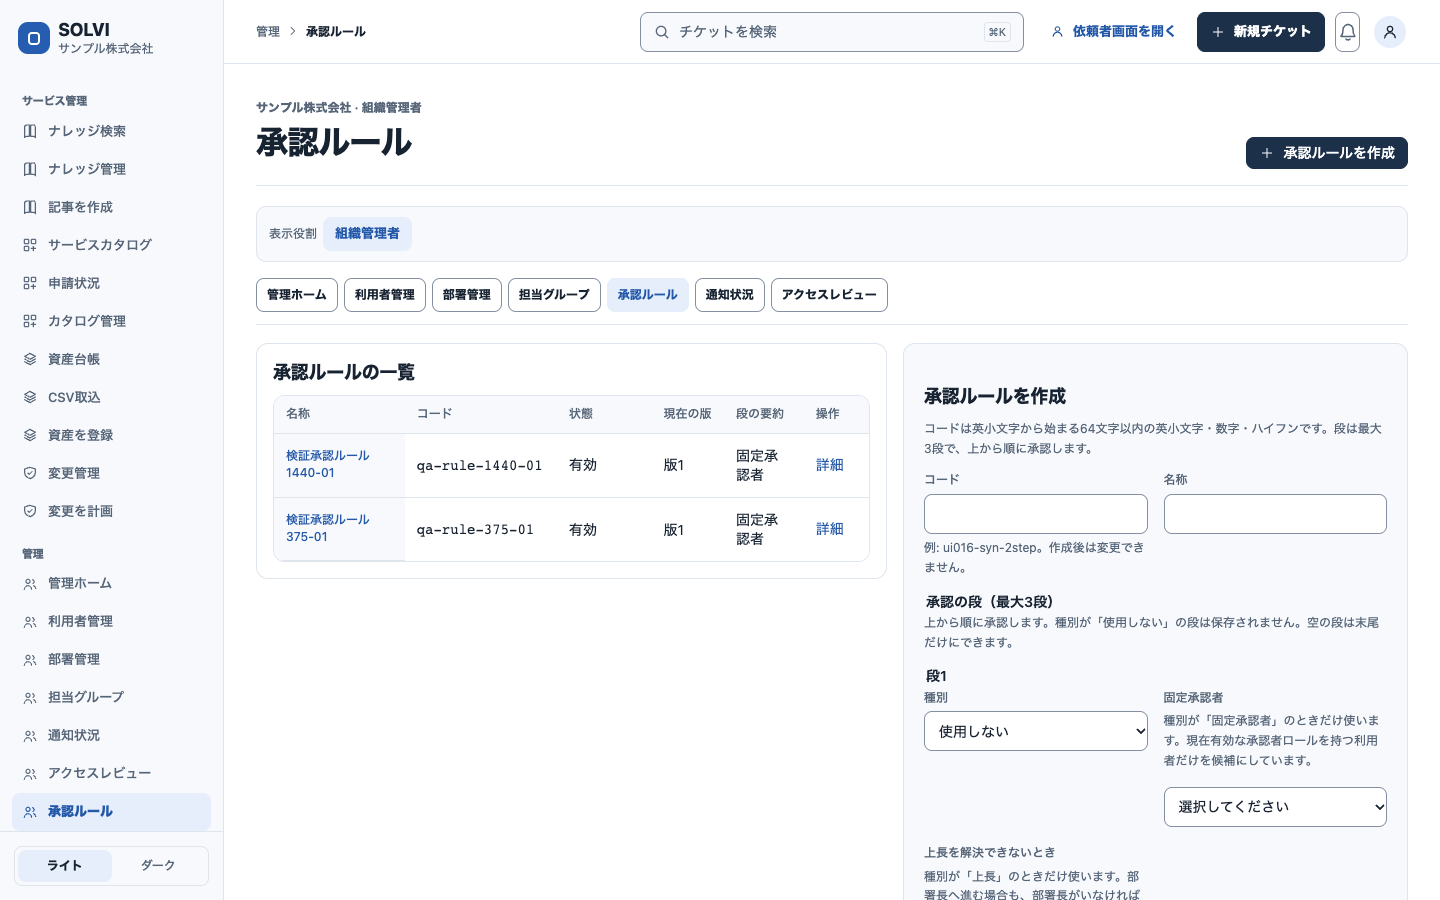 SOLVI
サンプル株式会社
サービス管理
ナレッジ検索
ナレッジ管理
記事を作成
サービスカタログ
申請状況
カタログ管理
資産台帳
CSV取込
資産を登録
変更管理
変更を計画
管理
管理ホーム
利用者管理
部署管理
担当グループ
通知状況
アクセスレビュー
承認ルール
ライト ダーク
管理 承認ルール
チケットを検索 ⌘K
依頼者画面を開く
新規チケット
サンプル株式会社 · 組織管理者
承認ルール
承認ルールを作成
表示役割 組織管理者
管理ホーム 利用者管理 部署管理 担当グループ 承認ルール 通知状況 アクセスレビュー
承認ルールの一覧
名称 コード 状態 現在の版 段の要約 操作
検証承認ルール
1440-01
qa-rule-1440-01 有効 版1
固定承
認者
詳細
検証承認ルール
375-01
qa-rule-375-01 有効 版1
固定承
認者
詳細
承認ルールを作成
コードは英小文字から始まる64文字以内の英小文字・数字・ハイフンです。段は最大
3段で、上から順に承認します。
コード 名称
例: ui016-syn-2step。作成後は変更でき
ません。
承認の段（最大3段）
上から順に承認します。種別が「使用しない」の段は保存されません。空の段は末尾
だけにできます。
段1
種別
使用しない
固定承認者
種別が「固定承認者」のときだけ使いま
す。現在有効な承認者ロールを持つ利用
者だけを候補にしています。
選択してください
上長を解決できないとき
種別が「上長」のときだけ使います。部
署長へ進む場合も、部署長がいなければ